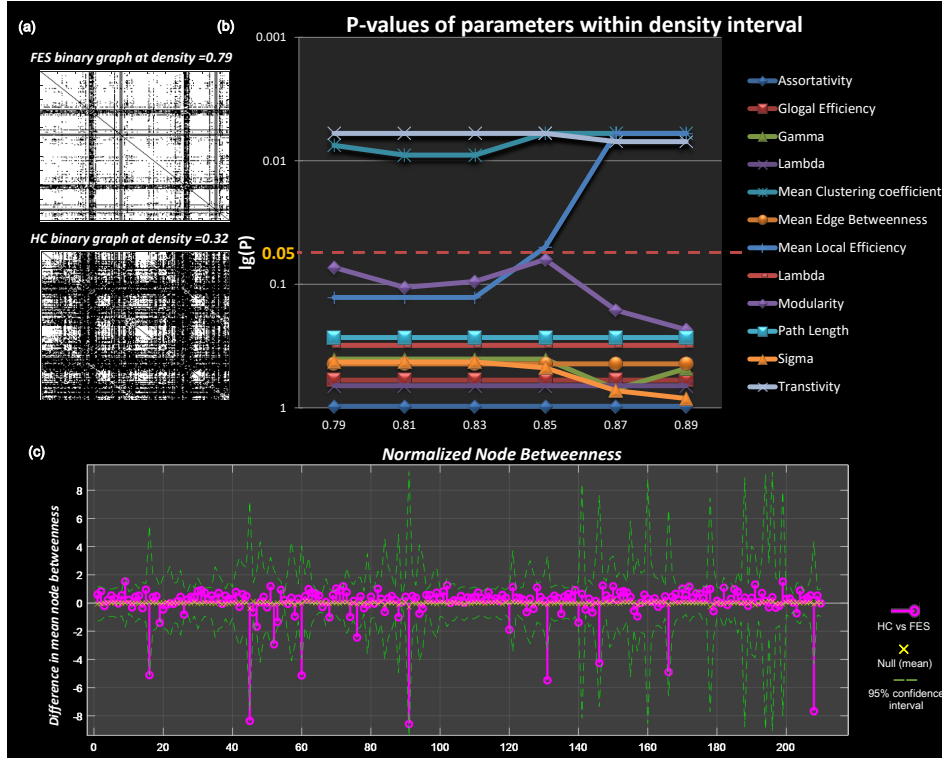 (a)
FES binary graph at density =0.79
HC binary graph at density =0.32
(b)
P-values of parameters within density interval
lg(P)
0.001
0.01
0.05
0.1
1
0.79 0.81 0.83 0.85 0.87 0.89
Assortativity
Glogal Efficiency
Gamma
Lambda
Mean Clustering coefficient
Mean Edge Betweenness
Mean Local Efficiency
Lambda
Modularity
Path Length
Sigma
Transtivity
(c)
Normalized Node Betweenness
Difference in mean node betweenness
8
6
4
2
0
-2
-4
-6
-8
0 20 40 60 80 100 120 140 160 180 200
HC vs FES
Null (mean)
95% confidence
interval